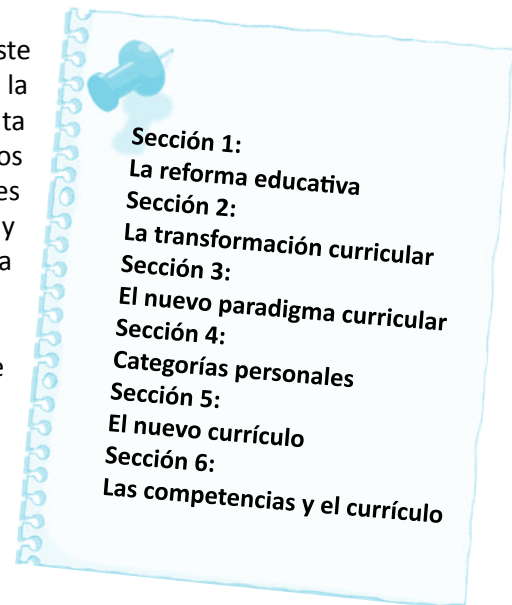 Sección 1:
La reforma educativa
Sección 2:
La transformación curricular
Sección 3:
El nuevo paradigma curricular
Sección 4:
Categorías personales
Sección 5:
El nuevo currículo
Sección 6:
Las competencias y el currículo